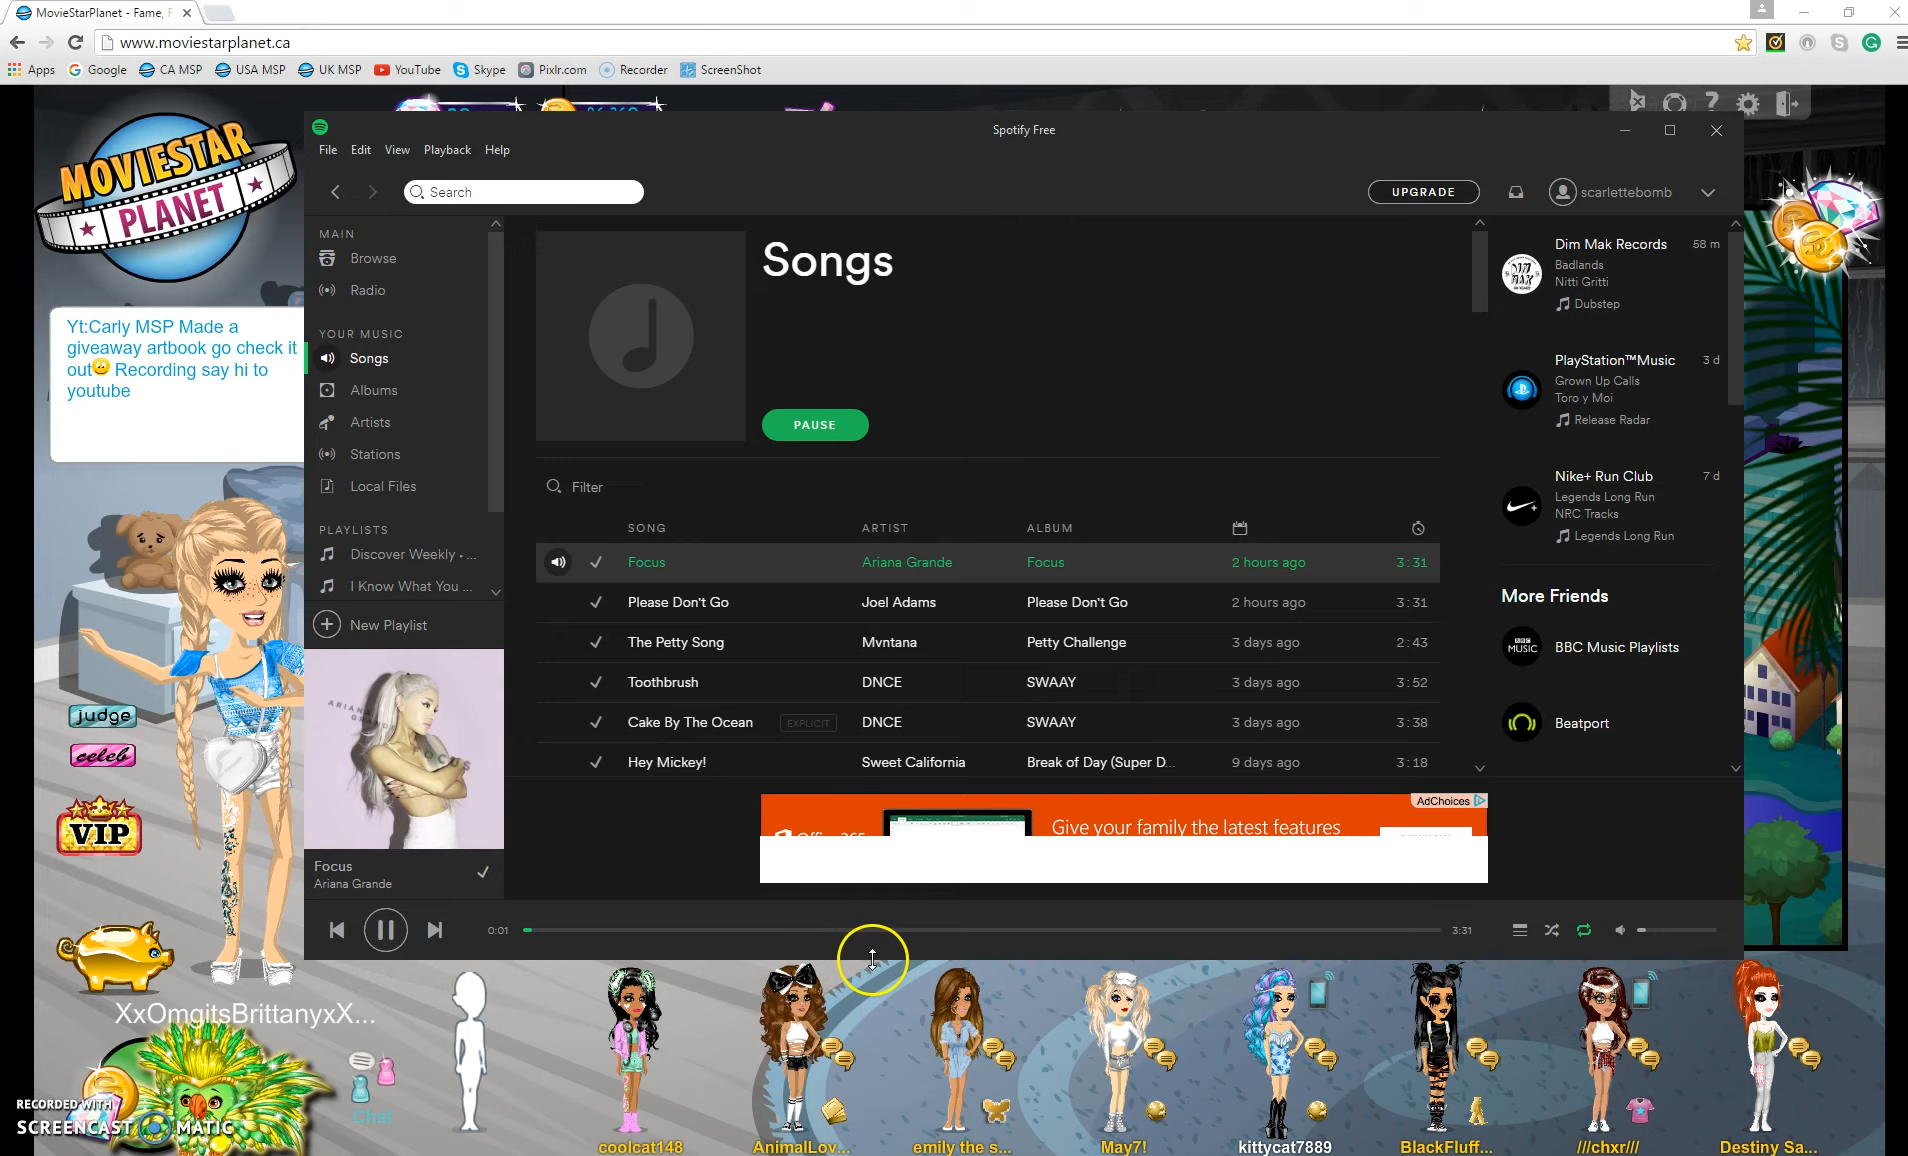 MovieStarPlanet - Fame, F
www.moviestarplanet.ca
Apps
Google
CA MSP
USA MSP
UK MSP
YouTube
Skype
Pixlr.com
Recorder
ScreenShot
MOVIESTAR
PLANET
Yt:Carly MSP Made a
giveaway artbook go check it
out Recording say hi to
youtube
judge
celeb
VIP
XxOmgitsBrittanyxX...
Chat
RECORDED WITH
SCREENCAST MATIC
Spotify Free
File Edit View Playback Help
Search
UPGRADE
scarlettebomb
MAIN
Browse
Radio
YOUR MUSIC
Songs
Albums
Artists
Stations
Local Files
PLAYLISTS
Discover Weekly • ...
I Know What You ...
New Playlist
ARIANA
GRANDE
Focus
Ariana Grande
Songs
PAUSE
Filter
SONG ARTIST ALBUM
Focus Ariana Grande Focus 2 hours ago 3:31
Please Don't Go Joel Adams Please Don't Go 2 hours ago 3:31
The Petty Song Mvntana Petty Challenge 3 days ago 2:43
Toothbrush DNCE SWAAY 3 days ago 3:52
Cake By The Ocean EXPLICIT DNCE SWAAY 3 days ago 3:38
Hey Mickey! Sweet California Break of Day (Super D... 9 days ago 3:18
AdChoices
Give your family the latest features
0:01
3:31
Dim Mak Records 58 m
Badlands
Nitti Gritti
Dubstep
PlayStation™Music 3 d
Grown Up Calls
Toro y Moi
Release Radar
Nike+ Run Club 7 d
Legends Long Run
NRC Tracks
Legends Long Run
More Friends
BBC MUSIC
BBC Music Playlists
Beatport
coolcat148
AnimalLov...
emily the s...
May7!
kittycat7889
BlackFluff...
///chxr///
Destiny Sa...